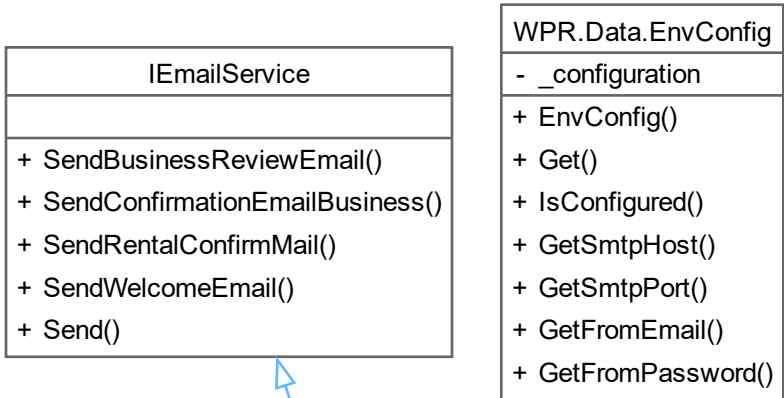 IEmailService
+ SendBusinessReviewEmail()
+ SendConfirmationEmailBusiness()
+ SendRentalConfirmMail()
+ SendWelcomeEmail()
+ Send()
WPR.Data.EnvConfig
- _configuration
+ EnvConfig()
+ Get()
+ IsConfigured()
+ GetSmtpHost()
+ GetSmtpPort()
+ GetFromEmail()
+ GetFromPassword()